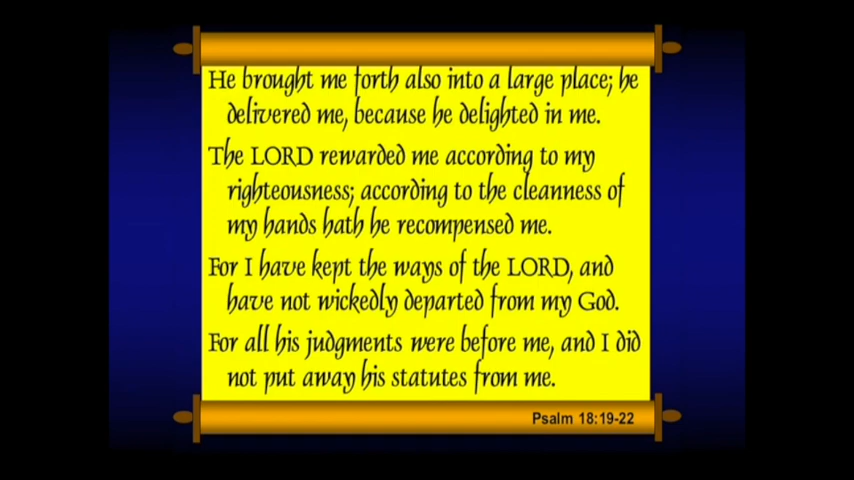 He brought me forth also into a large place; he
delivered me, because he delighted in me.
The LORD rewarded me according to my
righteousness; according to the cleanness of
my hands hath he recompensed me.
For I have kept the ways of the LORD, and
have not wickedly departed from my God.
For all his judgments were before me, and I did
not put away his statutes from me.
Psalm 18:19-22